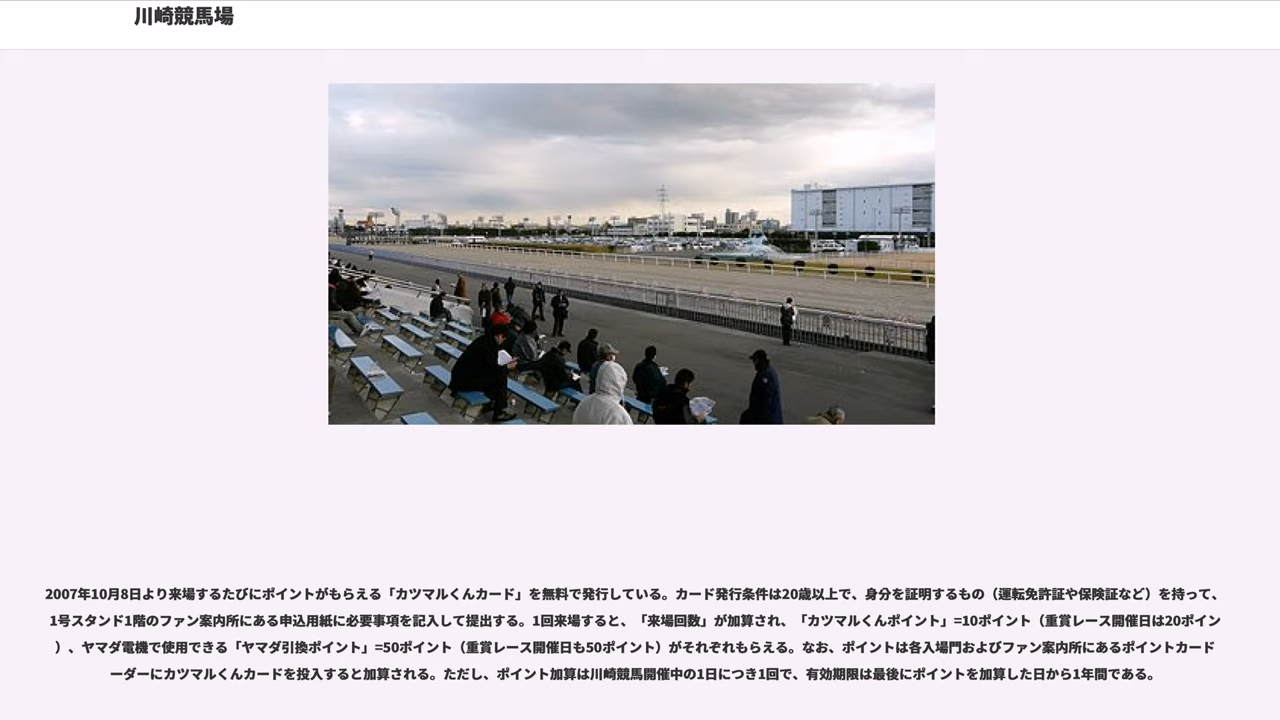 川崎競馬場
2007年10月8日より来場するたびにポイントがもらえる「カツマルくんカード」を無料で発行している。カード発行条件は20歳以上で、身分を証明するもの（運転免許証や保険証など）を持って、
1号スタンド1階のファン案内所にある申込用紙に必要事項を記入して提出する。1回来場すると、「来場回数」が加算され、「カツマルくんポイント」=10ポイント（重賞レース開催日は20ポイン
）、ヤマダ電機で使用できる「ヤマダ引換ポイント」=50ポイント（重賞レース開催日も50ポイント）がそれぞれもらえる。なお、ポイントは各入場門およびファン案内所にあるポイントカード
ーダーにカツマルくんカードを投入すると加算される。ただし、ポイント加算は川崎競馬開催中の1日につき1回で、有効期限は最後にポイントを加算した日から1年間である。